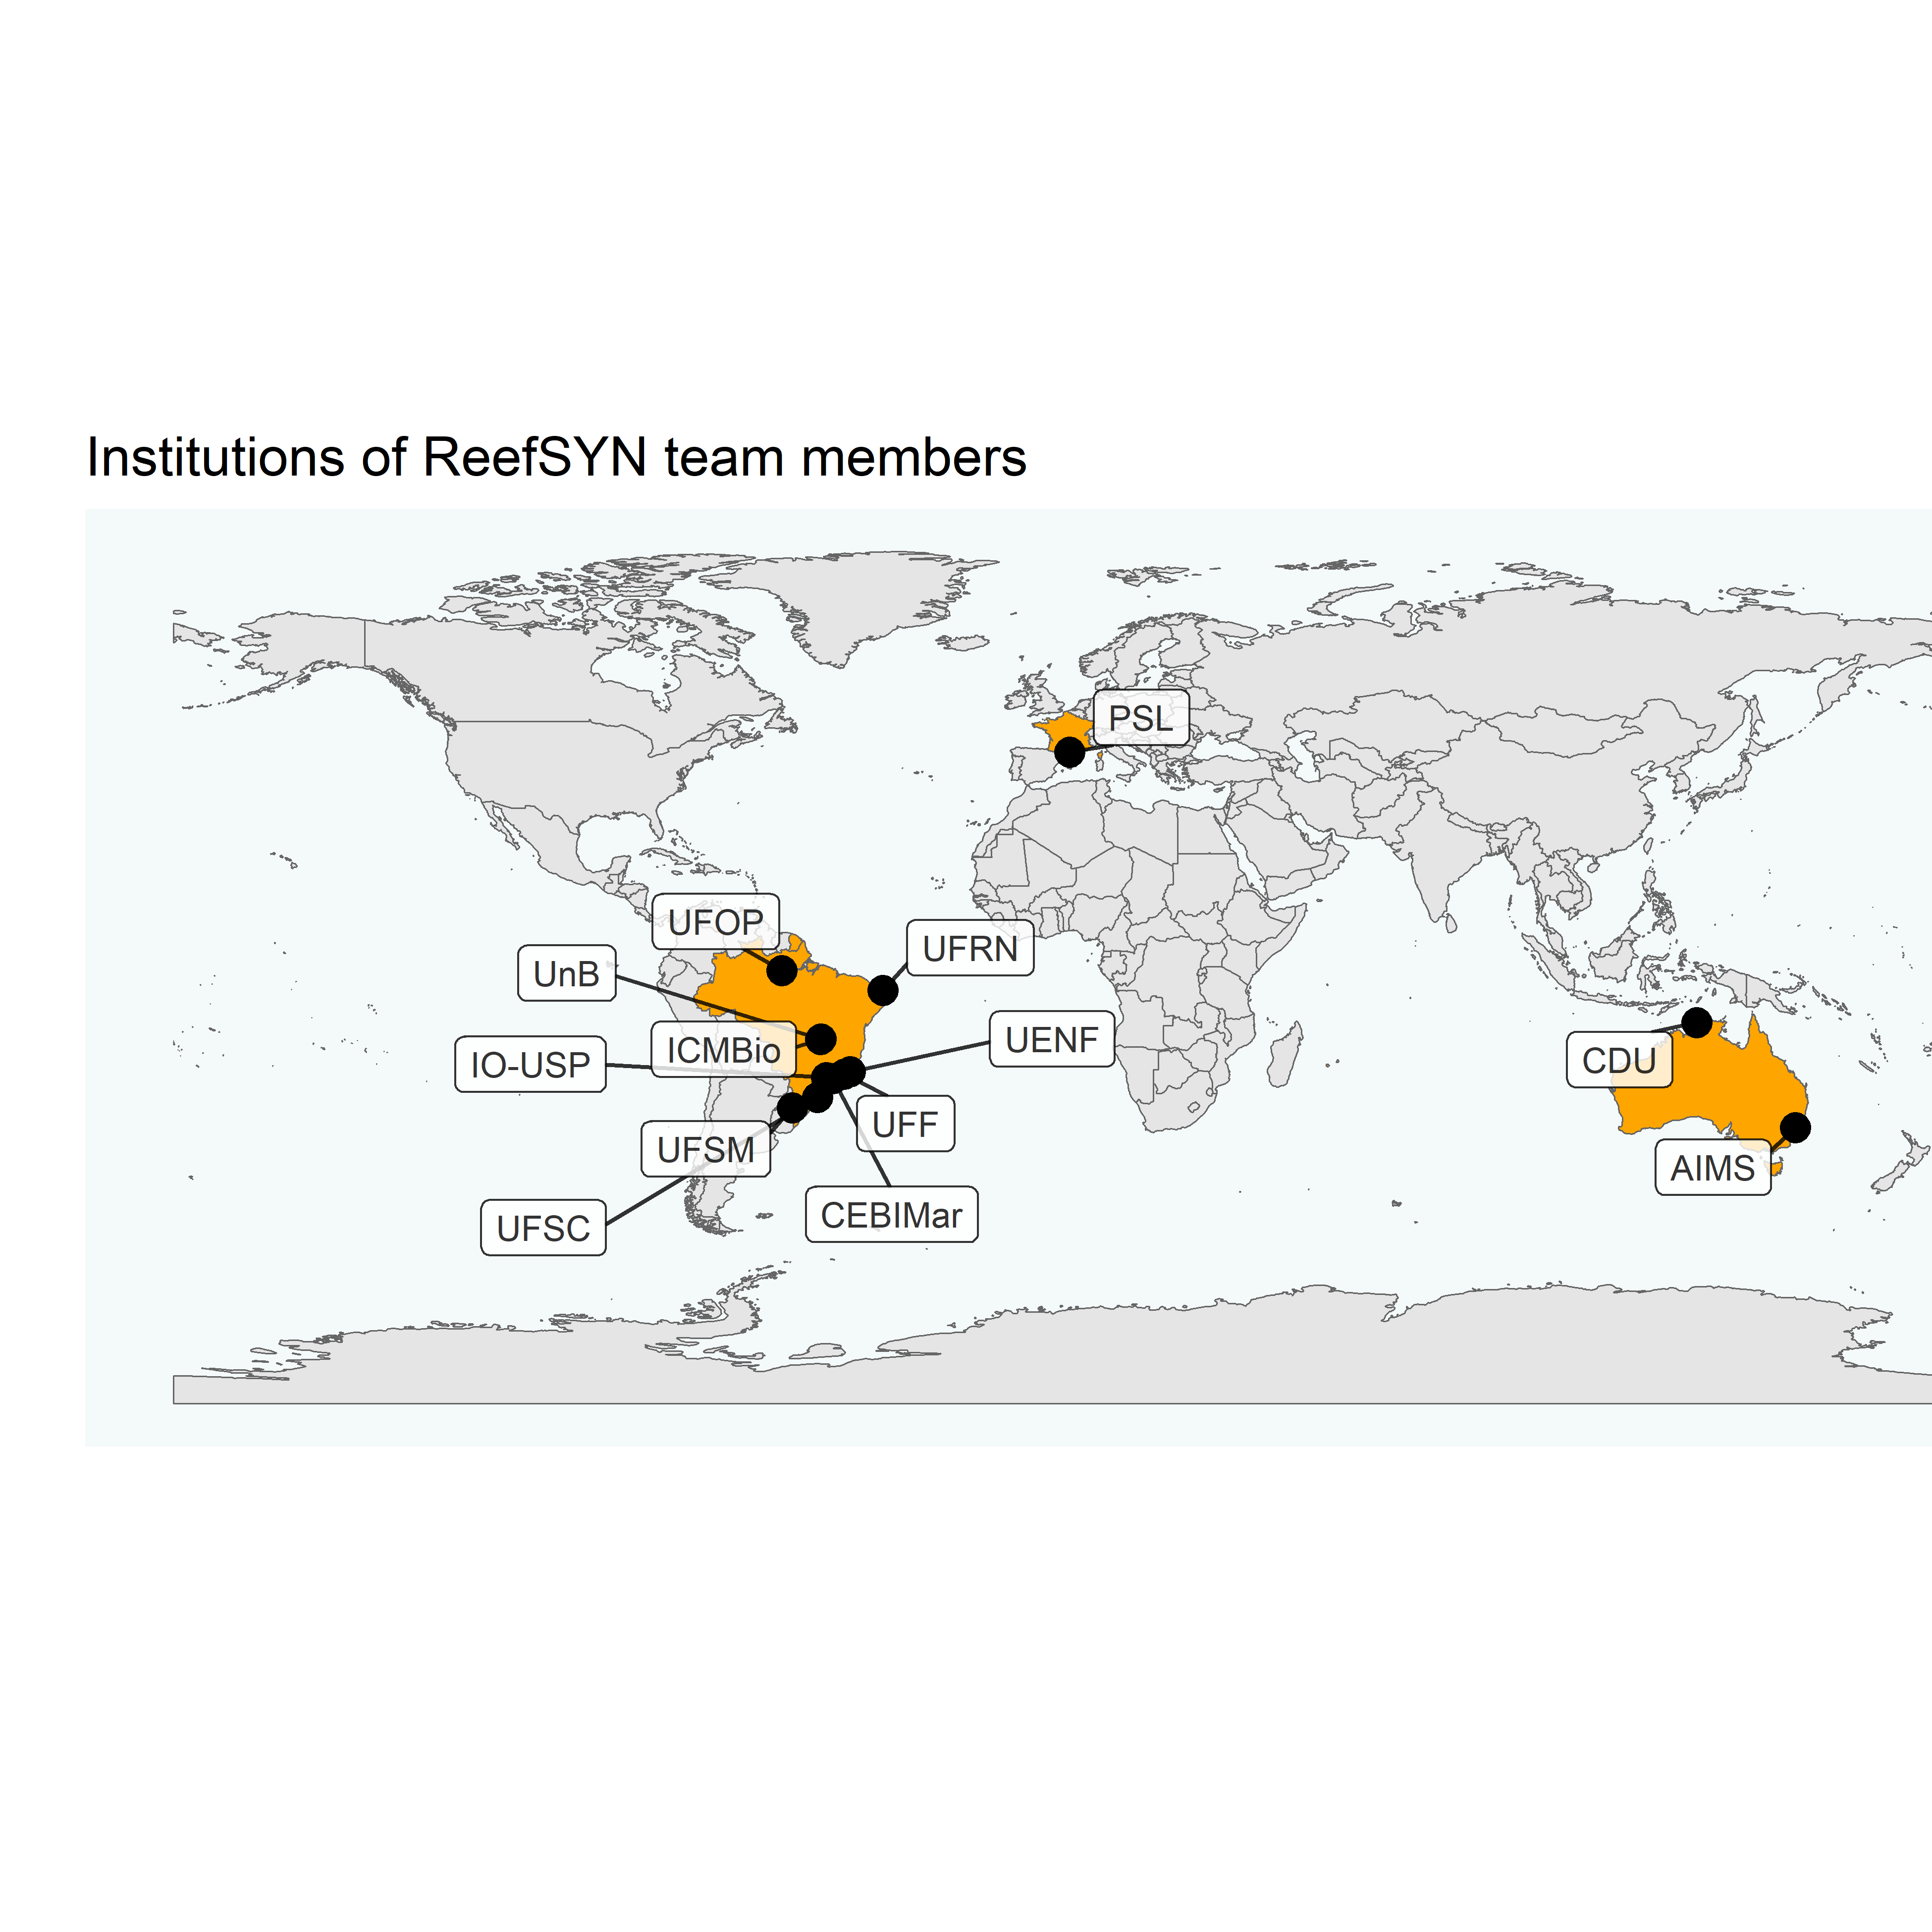 Institutions of ReefSYN team members
PSL
UFOP
UFRN
UnB
UENF
ICMBio
IO-USP
CDU
UFF
UFSM
AIMS
CEBIMar
UFSC